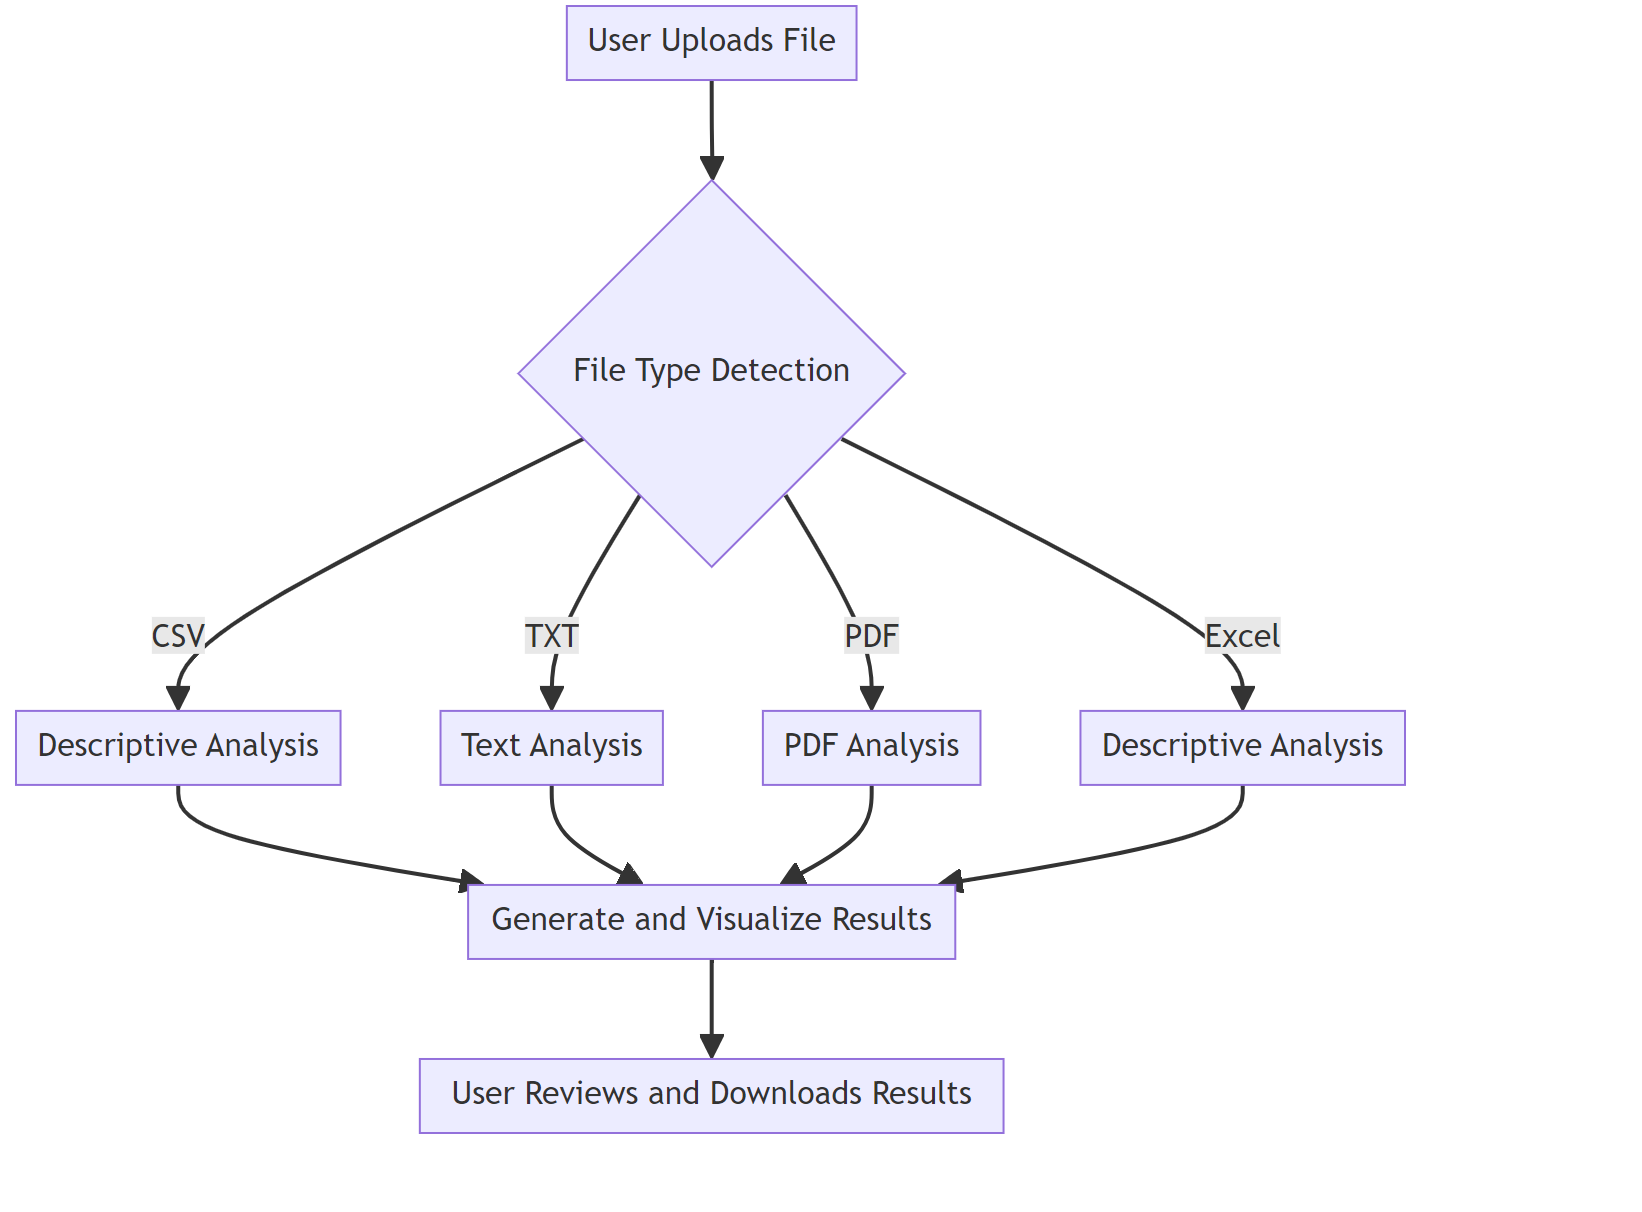 User Uploads File
File Type Detection
CSV
TXT
PDF
Excel
Descriptive Analysis
Text Analysis
PDF Analysis
Descriptive Analysis
Generate and Visualize Results
User Reviews and Downloads Results